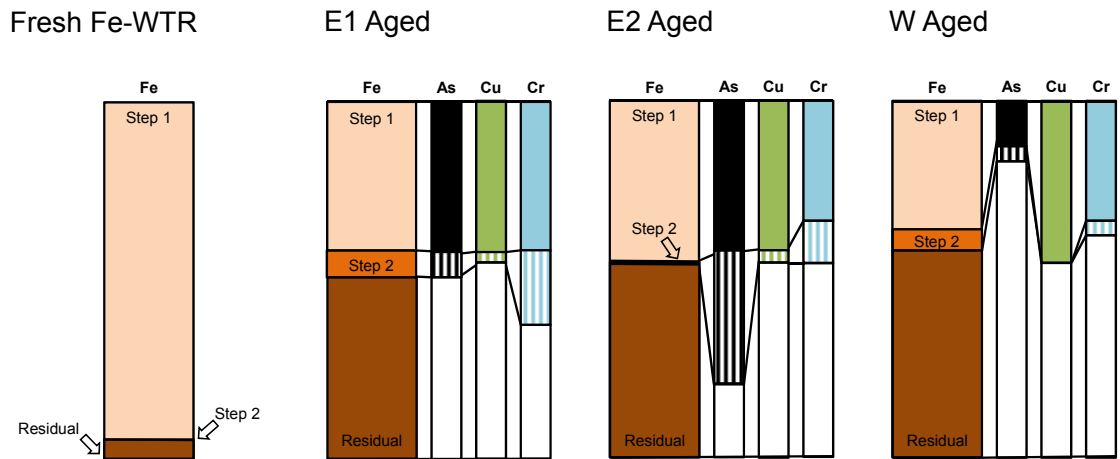 Fresh Fe-WTR
E1 Aged
E2 Aged
W Aged
Fe
Fe As Cu Cr
Fe As Cu Cr
Fe As Cu Cr
Step 1
Step 1
Step 1
Step 1
Step 2
Step 2
Step 2
Step 2
Residual
Residual
Residual
Residual